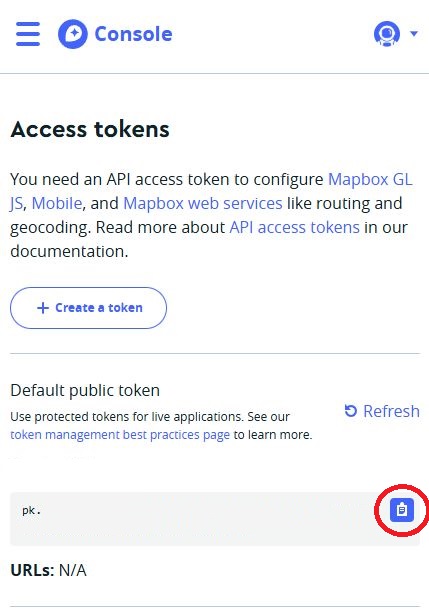 Console
Access tokens
You need an API access token to configure Mapbox GL
JS, Mobile, and Mapbox web services like routing and
geocoding. Read more about API access tokens in our
documentation.
+ Create a token
Default public token
Use protected tokens for live applications. See our
token management best practices page to learn more.
Refresh
pk.
URLs: N/A